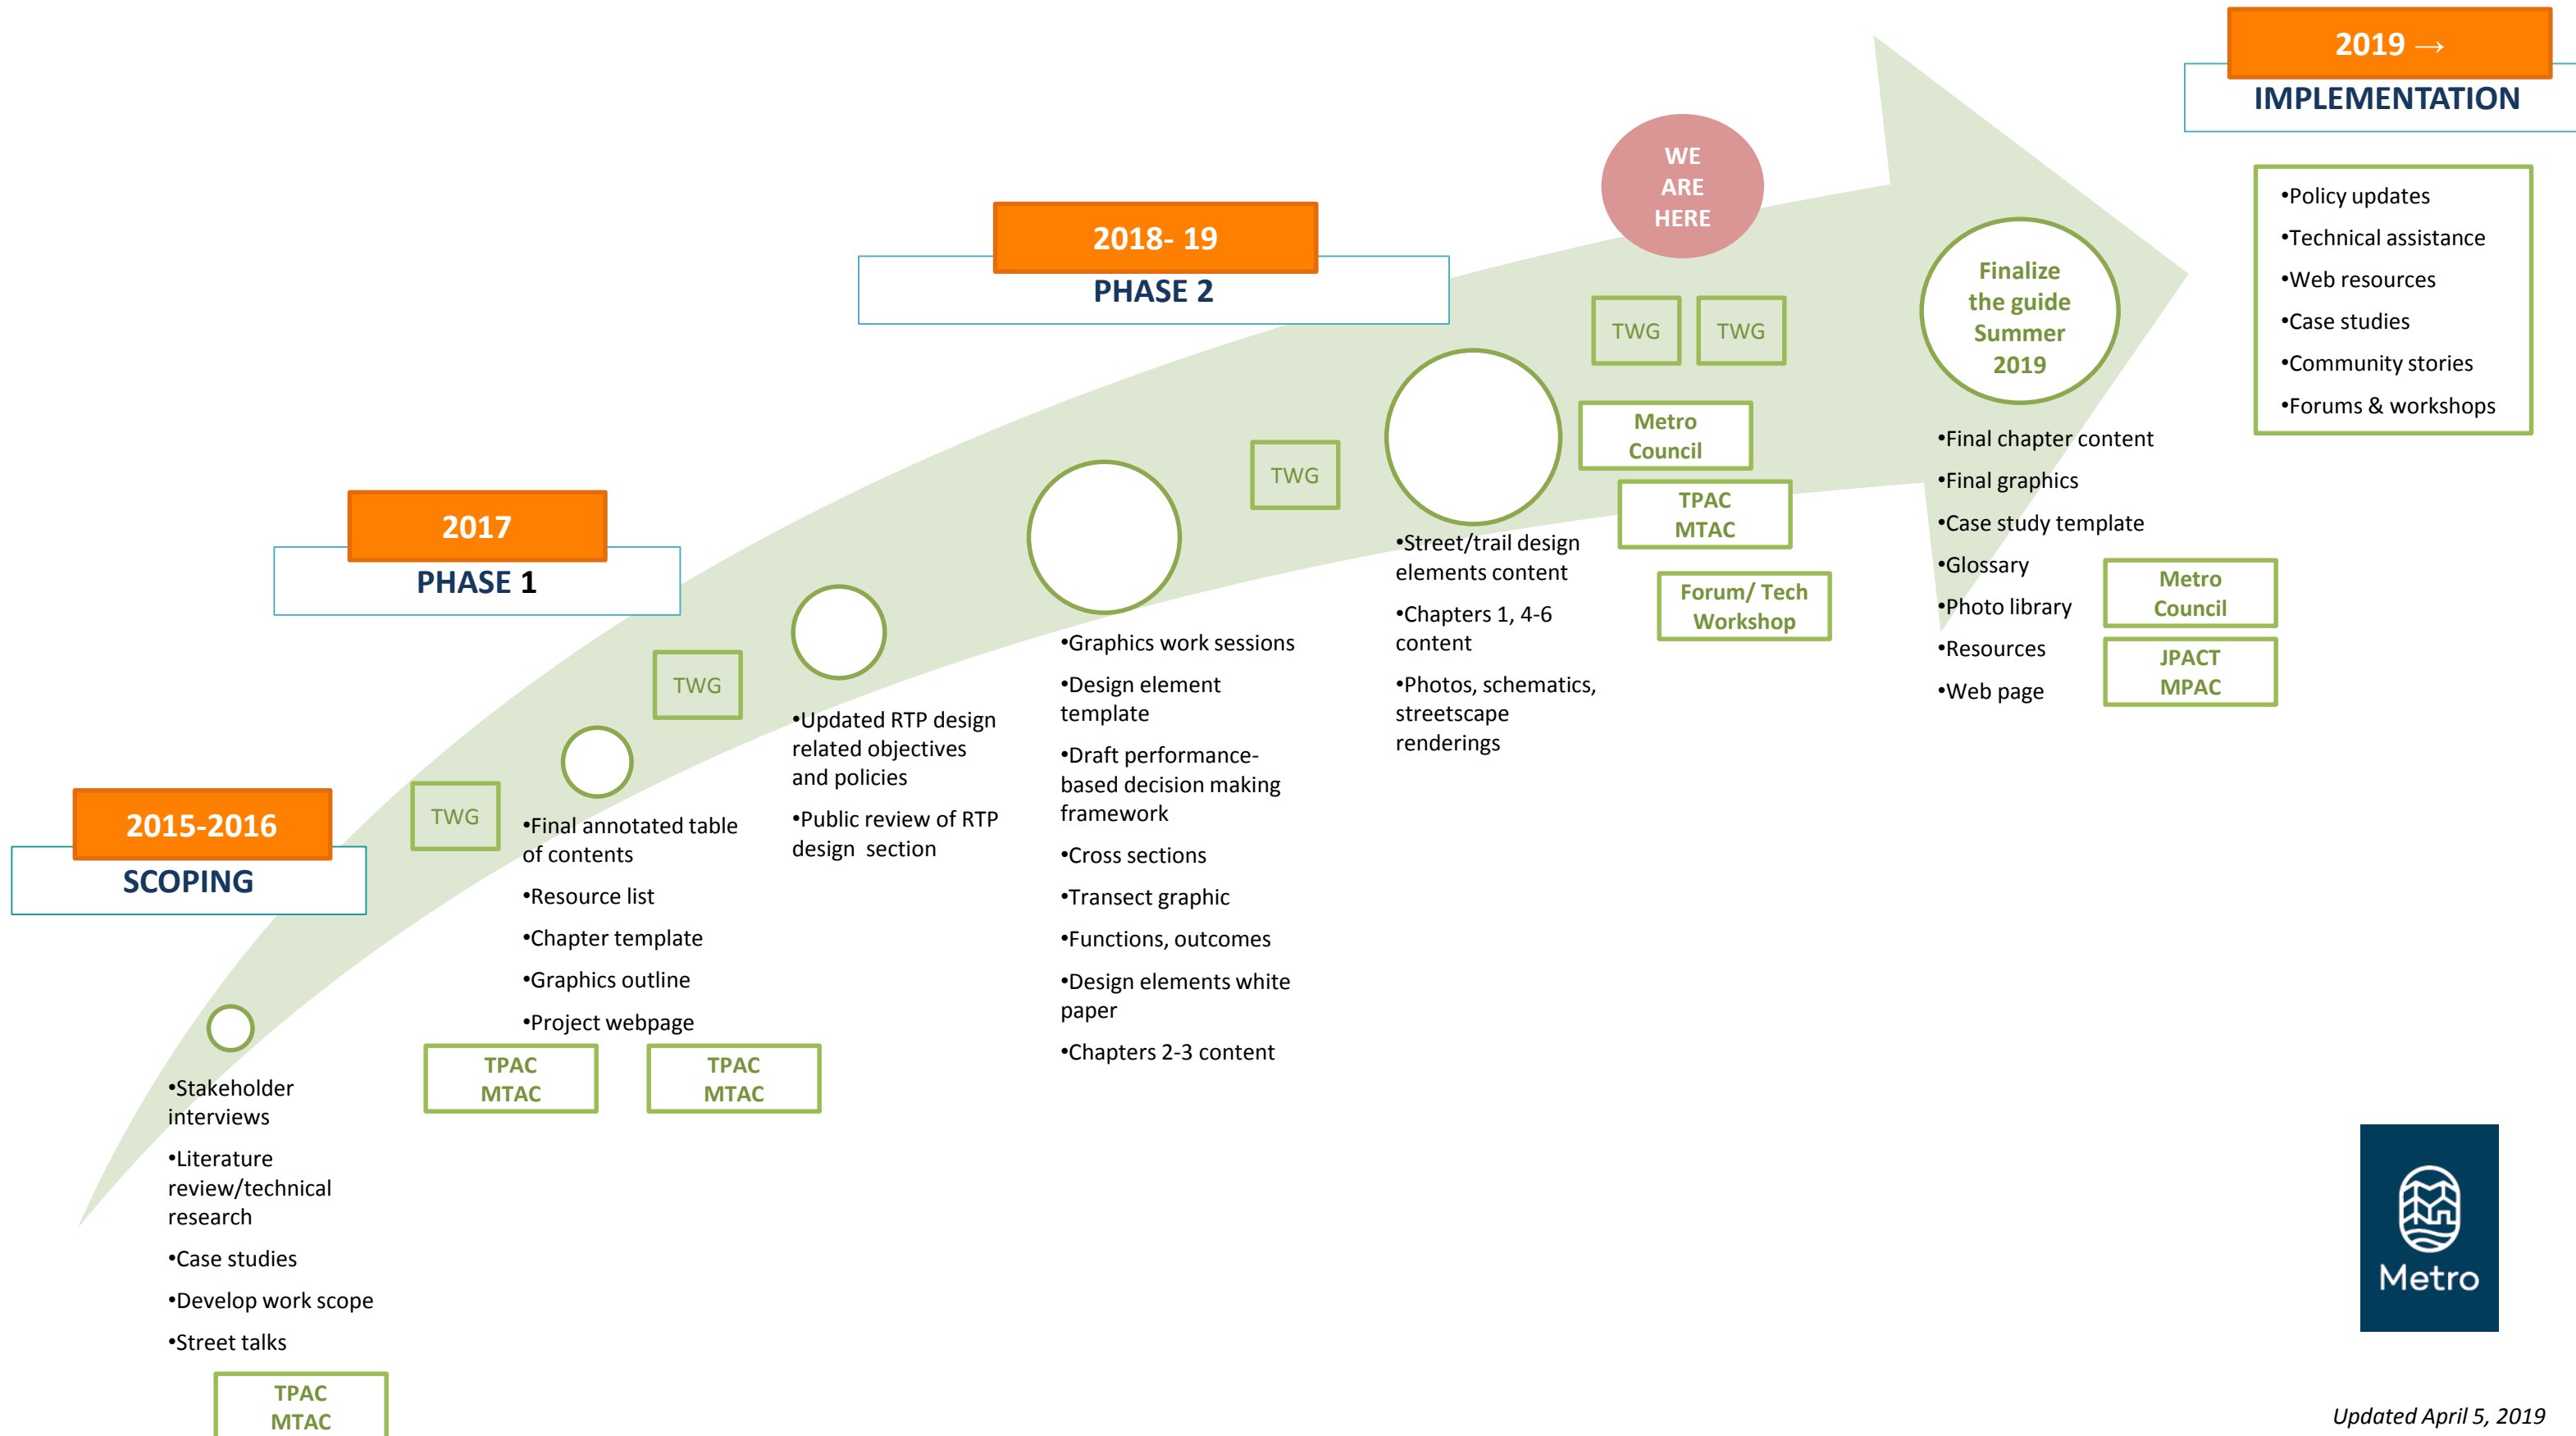 2015-2016
SCOPING
•Stakeholder
interviews
•Literature
review/technical
research
•Case studies
•Develop work scope
•Street talks
TPAC
MTAC
2017
PHASE 1
TWG
TWG
•Final annotated table
of contents
•Resource list
•Chapter template
•Graphics outline
•Project webpage
TPAC
MTAC
TPAC
MTAC
•Updated RTP design
related objectives
and policies
•Public review of RTP
design section
2018- 19
PHASE 2
•Graphics work sessions
•Design element
template
•Draft performance-
based decision making
framework
•Cross sections
•Transect graphic
•Functions, outcomes
•Design elements white
paper
•Chapters 2-3 content
TWG
•Street/trail design
elements content
•Chapters 1, 4-6
content
•Photos, schematics,
streetscape
renderings
WE
ARE
HERE
TWG
TWG
Metro
Council
TPAC
MTAC
Forum/ Tech
Workshop
Finalize
the guide
Summer
2019
•Final chapter content
•Final graphics
•Case study template
•Glossary
•Photo library
•Resources
•Web page
Metro
Council
JPACT
MPAC
2019 →
IMPLEMENTATION
•Policy updates
•Technical assistance
•Web resources
•Case studies
•Community stories
•Forums & workshops
Metro
Updated April 5, 2019